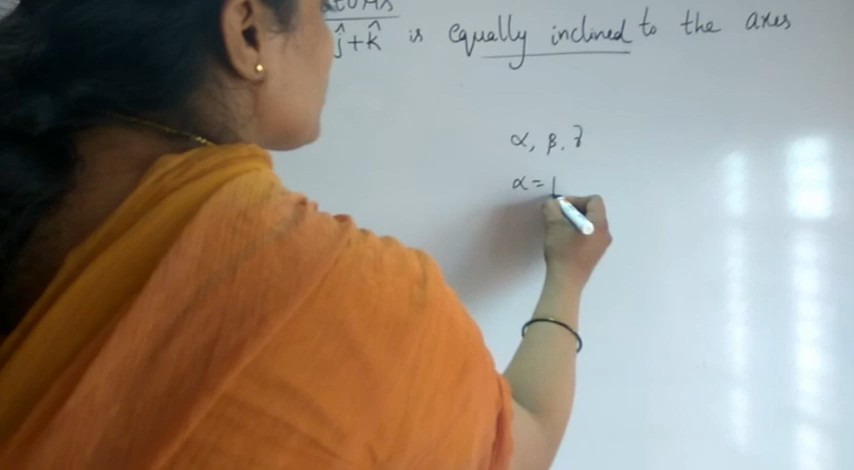 ĵ+k̂ is equally inclined to the axes
α, β, γ
α =